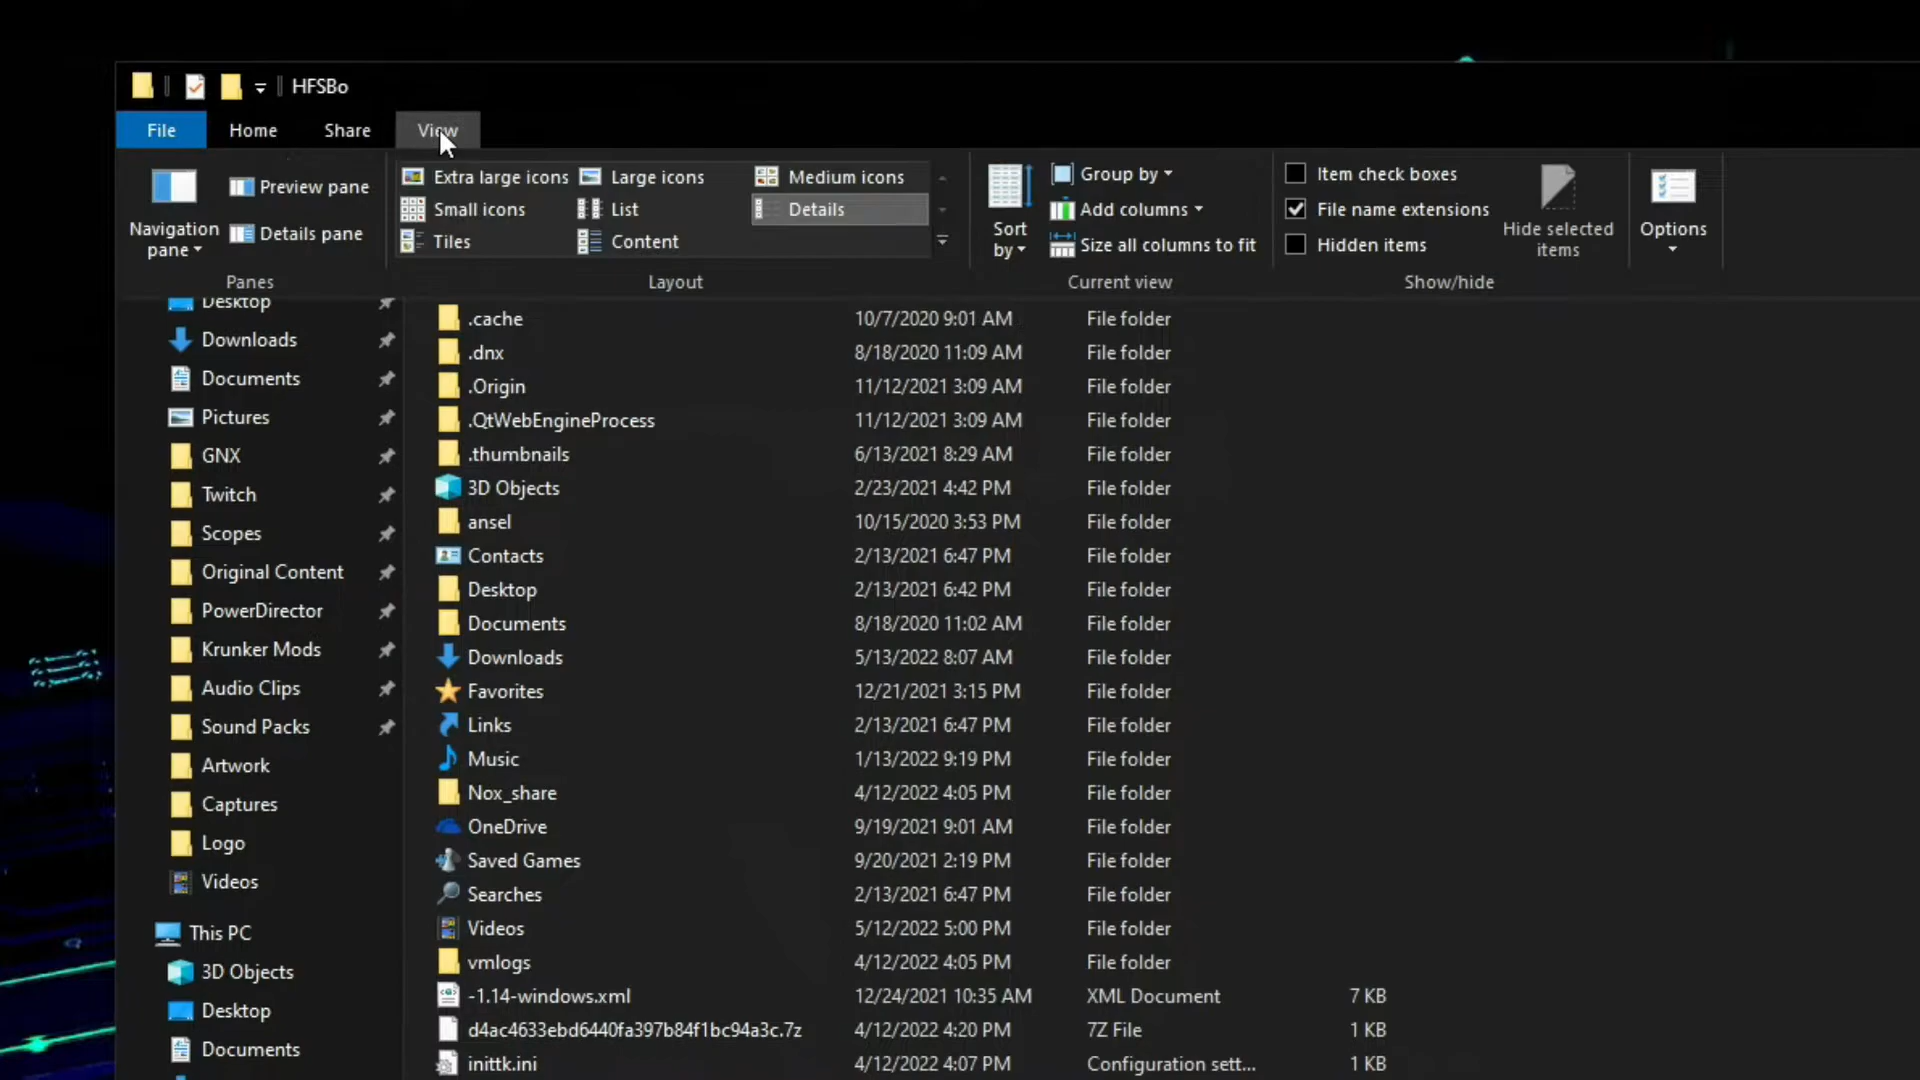 HFSBo
File Home Share View
Navigation pane
Preview pane
Details pane
Panes
Extra large icons Large icons Medium icons
Small icons List Details
Tiles Content
Layout
Sort by
Group by
Add columns
Size all columns to fit
Current view
Item check boxes
File name extensions
Hidden items
Hide selected items
Show/hide
Options
Desktop
Downloads
Documents
Pictures
GNX
Twitch
Scopes
Original Content
PowerDirector
Krunker Mods
Audio Clips
Sound Packs
Artwork
Captures
Logo
Videos
This PC
3D Objects
Desktop
Documents
.cache 10/7/2020 9:01 AM File folder
.dnx 8/18/2020 11:09 AM File folder
.Origin 11/12/2021 3:09 AM File folder
.QtWebEngineProcess 11/12/2021 3:09 AM File folder
.thumbnails 6/13/2021 8:29 AM File folder
3D Objects 2/23/2021 4:42 PM File folder
ansel 10/15/2020 3:53 PM File folder
Contacts 2/13/2021 6:47 PM File folder
Desktop 2/13/2021 6:42 PM File folder
Documents 8/18/2020 11:02 AM File folder
Downloads 5/13/2022 8:07 AM File folder
Favorites 12/21/2021 3:15 PM File folder
Links 2/13/2021 6:47 PM File folder
Music 1/13/2022 9:19 PM File folder
Nox_share 4/12/2022 4:05 PM File folder
OneDrive 9/19/2021 9:01 AM File folder
Saved Games 9/20/2021 2:19 PM File folder
Searches 2/13/2021 6:47 PM File folder
Videos 5/12/2022 5:00 PM File folder
vmlogs 4/12/2022 4:05 PM File folder
-1.14-windows.xml 12/24/2021 10:35 AM XML Document 7 KB
d4ac4633ebd6440fa397b84f1bc94a3c.7z 4/12/2022 4:20 PM 7Z File 1 KB
inittk.ini 4/12/2022 4:07 PM Configuration sett... 1 KB